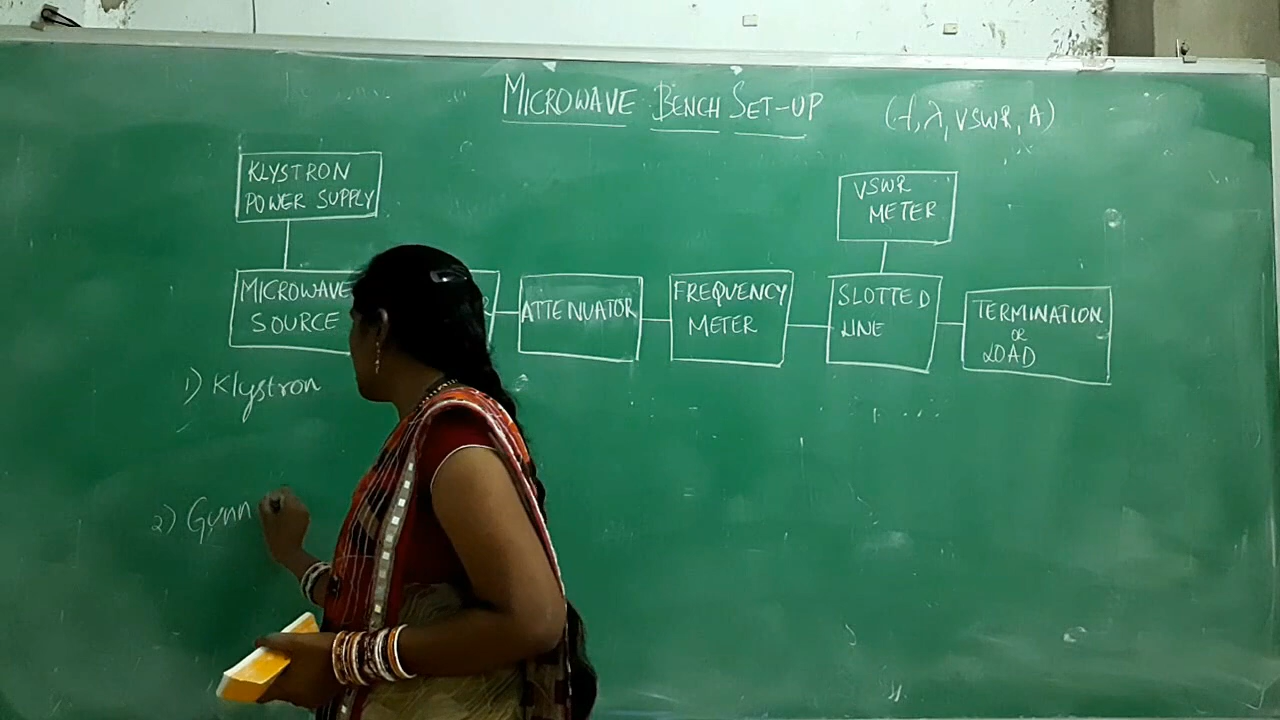 MICROWAVE BENCH SET-UP (f, λ, VSWR, A)
KLYSTRON
POWER SUPPLY
VSWR
METER
MICROWAVE
SOURCE
ATTENUATOR
FREQUENCY
METER
SLOTTED
LINE
TERMINATION
OR
LOAD
1) Klystron
2) Gunn